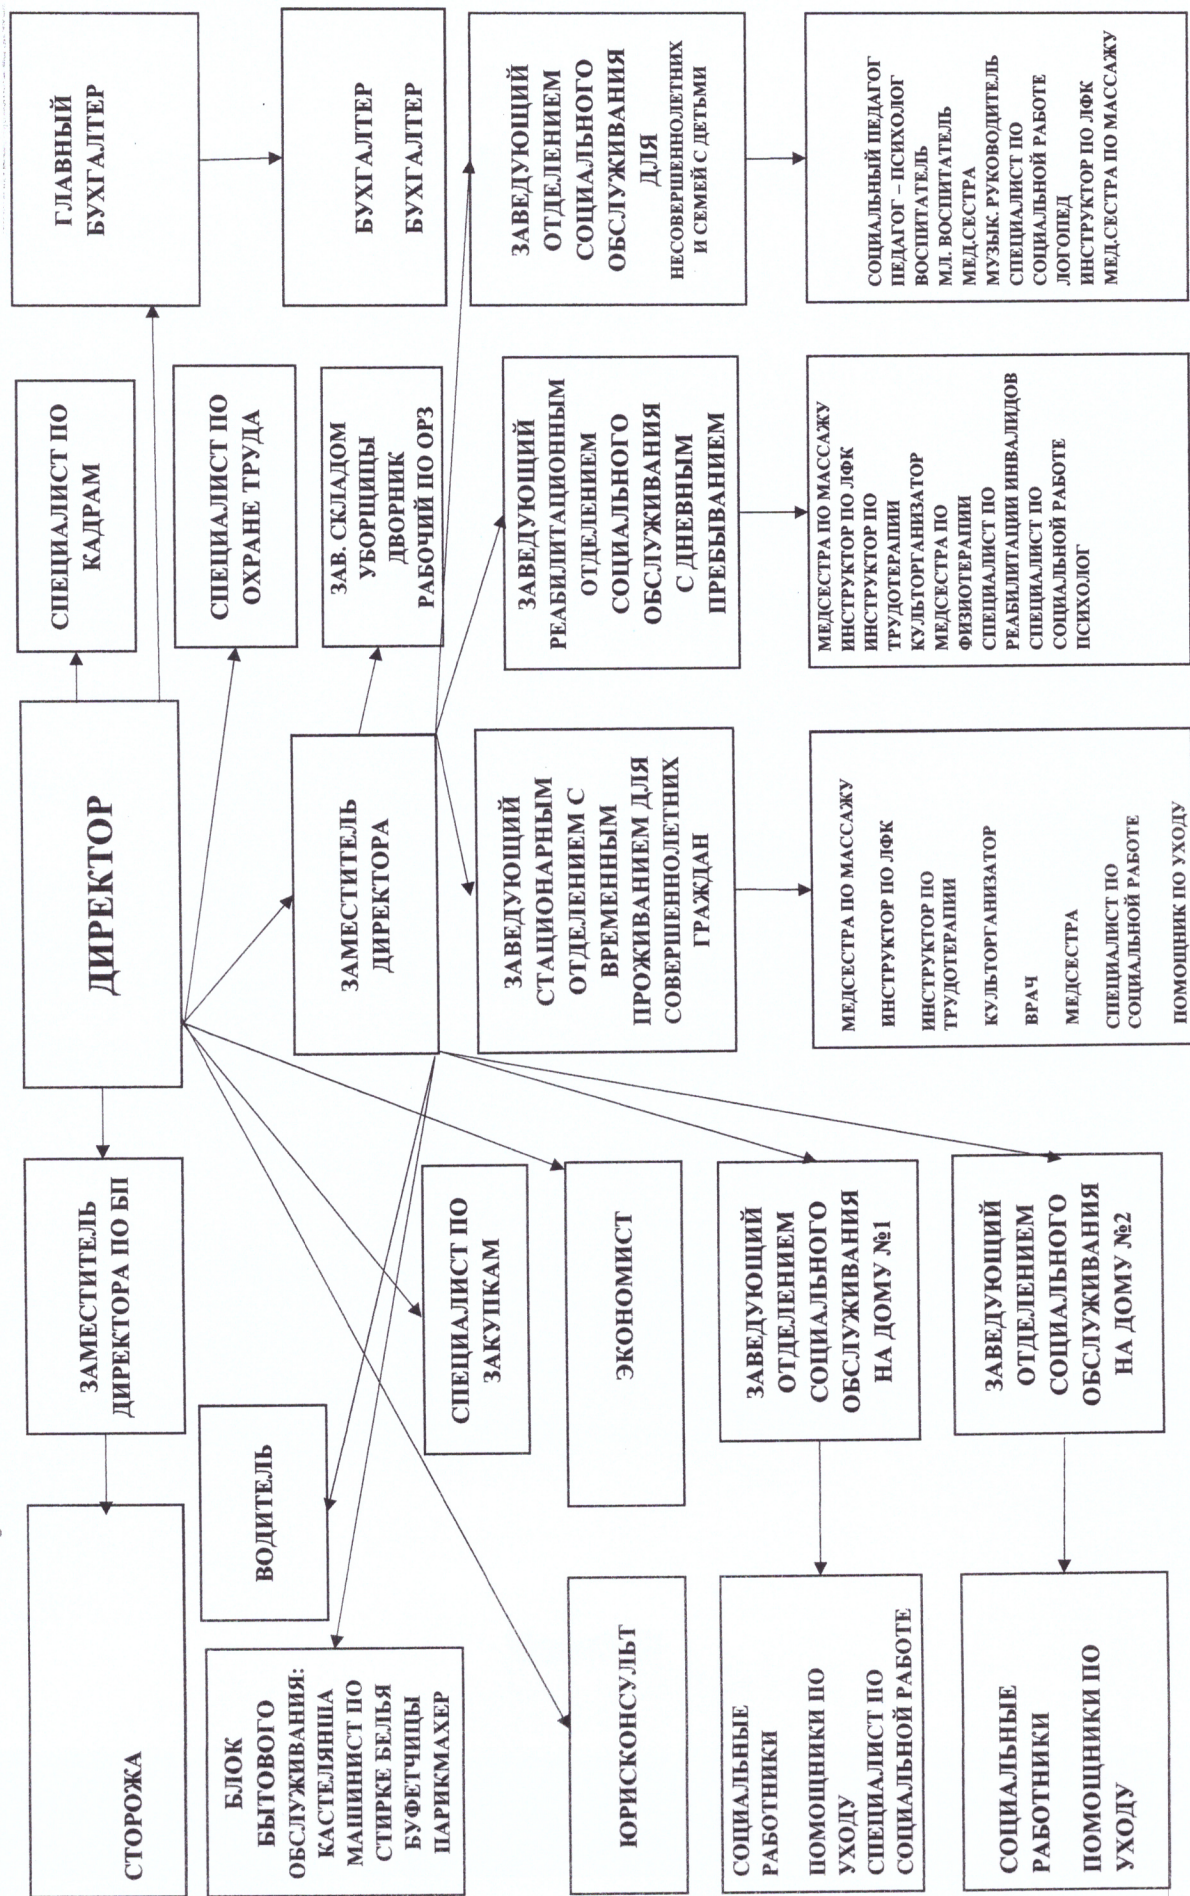 ДИРЕКТОР
СТОРОЖА
ЗАМЕСТИТЕЛЬ
ДИРЕКТОРА ПО БП
СПЕЦИАЛИСТ ПО
КАДРАМ
ГЛАВНЫЙ
БУХГАЛТЕР
БЛОК
БЫТОВОГО
ОБСЛУЖИВАНИЯ:
КАСТЕЛЯНША
МАШИНИСТ ПО
СТИРКЕ БЕЛЬЯ
БУФЕТЧИЦЫ
ПАРИКМАХЕР
ВОДИТЕЛЬ
СПЕЦИАЛИСТ ПО
ОХРАНЕ ТРУДА
БУХГАЛТЕР
БУХГАЛТЕР
СПЕЦИАЛИСТ ПО
ЗАКУПКАМ
ЗАМЕСТИТЕЛЬ
ДИРЕКТОРА
ЗАВ. СКЛАДОМ
УБОРЩИЦЫ
ДВОРНИК
РАБОЧИЙ ПО ОРЗ
ЮРИСКОНСУЛЬТ
ЭКОНОМИСТ
ЗАВЕДУЮЩИЙ
СТАЦИОНАРНЫМ
ОТДЕЛЕНИЕМ С
ВРЕМЕННЫМ
ПРОЖИВАНИЕМ ДЛЯ
СОВЕРШЕННОЛЕТНИХ
ГРАЖДАН
ЗАВЕДУЮЩИЙ
РЕАБИЛИТАЦИОННЫМ
ОТДЕЛЕНИЕМ
СОЦИАЛЬНОГО
ОБСЛУЖИВАНИЯ
С ДНЕВНЫМ
ПРЕБЫВАНИЕМ
ЗАВЕДУЮЩИЙ
ОТДЕЛЕНИЕМ
СОЦИАЛЬНОГО
ОБСЛУЖИВАНИЯ
ДЛЯ
НЕСОВЕРШЕННОЛЕТНИХ
И СЕМЕЙ С ДЕТЬМИ
СОЦИАЛЬНЫЕ
РАБОТНИКИ
ПОМОЩНИКИ ПО
УХОДУ
СПЕЦИАЛИСТ ПО
СОЦИАЛЬНОЙ РАБОТЕ
ЗАВЕДУЮЩИЙ
ОТДЕЛЕНИЕМ
СОЦИАЛЬНОГО
ОБСЛУЖИВАНИЯ
НА ДОМУ №1
МЕДСЕСТРА ПО МАССАЖУ
ИНСТРУКТОР ПО ЛФК
ИНСТРУКТОР ПО
ТРУДОТЕРАПИИ
КУЛЬТОРГАНИЗАТОР
ВРАЧ
МЕДСЕСТРА
СПЕЦИАЛИСТ ПО
СОЦИАЛЬНОЙ РАБОТЕ
ПОМОЩНИК ПО УХОДУ
МЕДСЕСТРА ПО МАССАЖУ
ИНСТРУКТОР ПО ЛФК
ИНСТРУКТОР ПО
ТРУДОТЕРАПИИ
КУЛЬТОРГАНИЗАТОР
МЕДСЕСТРА ПО
ФИЗИОТЕРАПИИ
СПЕЦИАЛИСТ ПО
РЕАБИЛИТАЦИИ ИНВАЛИДОВ
СПЕЦИАЛИСТ ПО
СОЦИАЛЬНОЙ РАБОТЕ
ПСИХОЛОГ
СОЦИАЛЬНЫЙ ПЕДАГОГ
ПЕДАГОГ – ПСИХОЛОГ
ВОСПИТАТЕЛЬ
МЛ. ВОСПИТАТЕЛЬ
МЕД.СЕСТРА
МУЗЫК. РУКОВОДИТЕЛЬ
СПЕЦИАЛИСТ ПО
СОЦИАЛЬНОЙ РАБОТЕ
ЛОГОПЕД
ИНСТРУКТОР ПО ЛФК
МЕД.СЕСТРА ПО МАССАЖУ
СОЦИАЛЬНЫЕ
РАБОТНИКИ
ПОМОЩНИКИ ПО
УХОДУ
ЗАВЕДУЮЩИЙ
ОТДЕЛЕНИЕМ
СОЦИАЛЬНОГО
ОБСЛУЖИВАНИЯ
НА ДОМУ №2